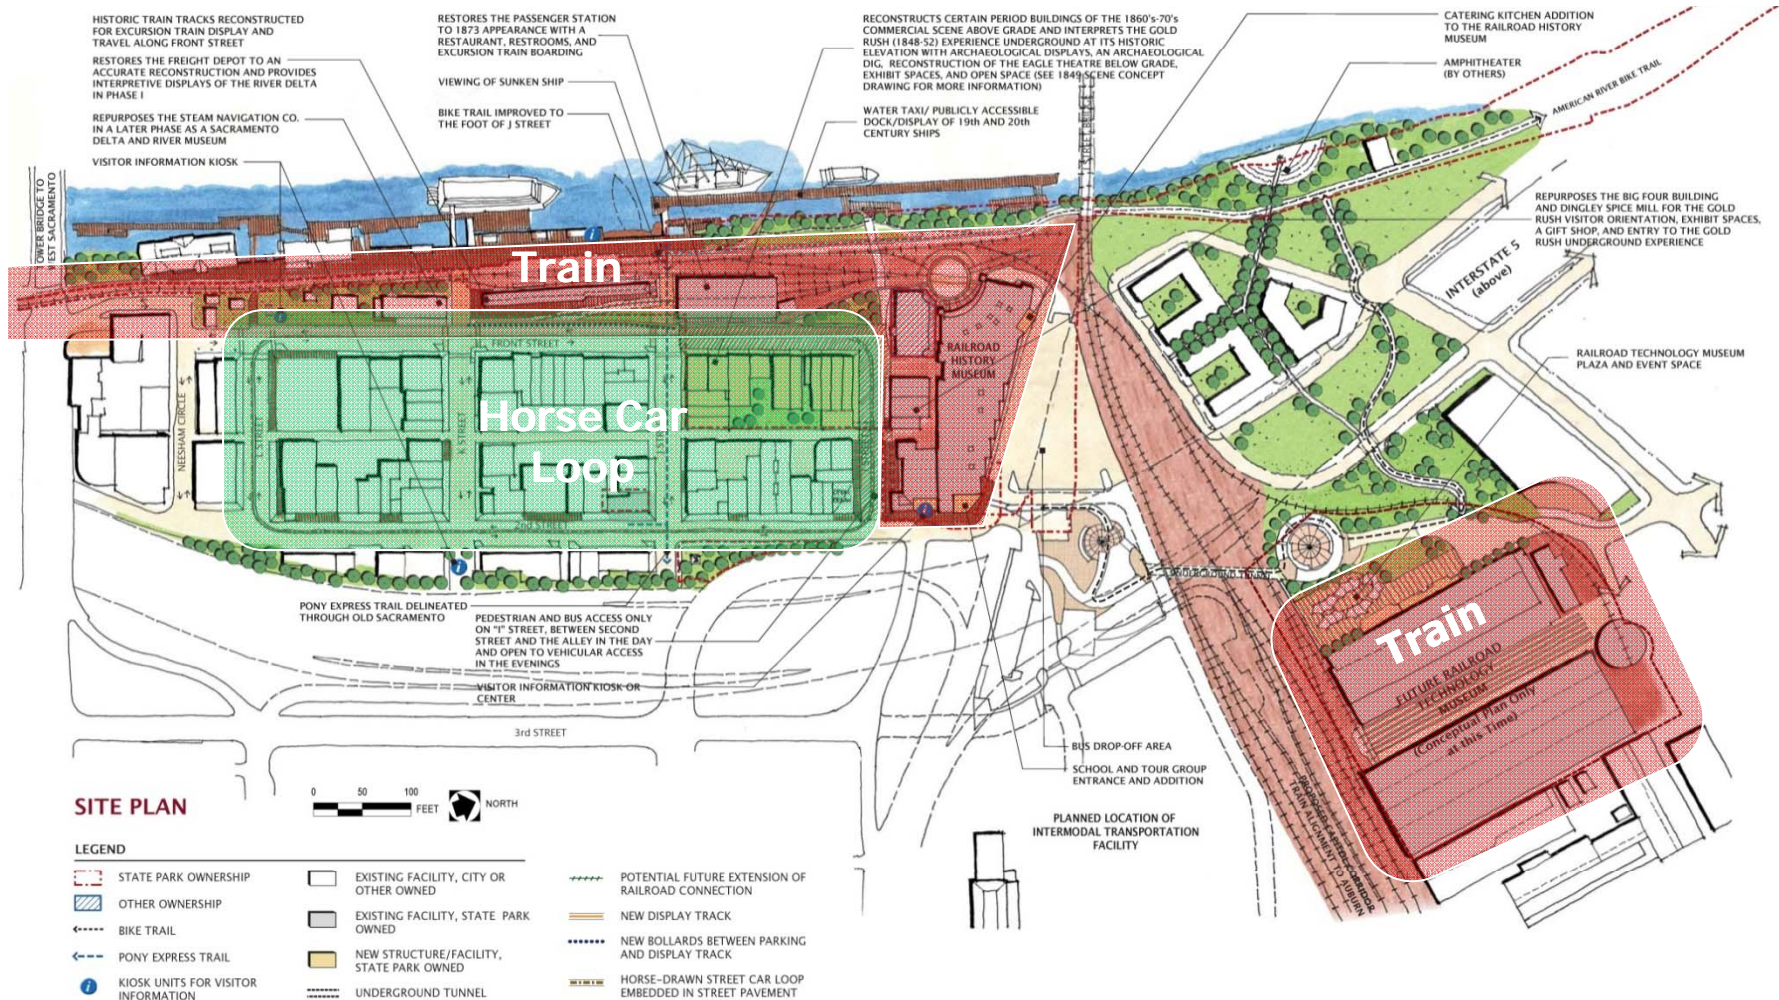 HISTORIC TRAIN TRACKS RECONSTRUCTED
FOR EXCURSION TRAIN DISPLAY AND
TRAVEL ALONG FRONT STREET
RESTORES THE FREIGHT DEPOT TO AN
ACCURATE RECONSTRUCTION AND PROVIDES
INTERPRETIVE DISPLAYS OF THE RIVER DELTA
IN PHASE I
REPURPOSES THE STEAM NAVIGATION CO.
IN A LATER PHASE AS A SACRAMENTO
DELTA AND RIVER MUSEUM
VISITOR INFORMATION KIOSK
RESTORES THE PASSENGER STATION
TO 1873 APPEARANCE WITH A
RESTAURANT, RESTROOMS, AND
EXCURSION TRAIN BOARDING
VIEWING OF SUNKEN SHIP
BIKE TRAIL IMPROVED TO
THE FOOT OF J STREET
RECONSTRUCTS CERTAIN PERIOD BUILDINGS OF THE 1860's-70's
COMMERCIAL SCENE ABOVE GRADE AND INTERPRETS THE GOLD
RUSH (1848-52) EXPERIENCE UNDERGROUND AT ITS HISTORIC
ELEVATION WITH ARCHAEOLOGICAL DISPLAYS, AN ARCHAEOLOGICAL
DIG, RECONSTRUCTION OF THE EAGLE THEATRE BELOW GRADE,
EXHIBIT SPACES, AND OPEN SPACE (SEE 1849 SCENE CONCEPT
DRAWING FOR MORE INFORMATION)
WATER TAXI/ PUBLICLY ACCESSIBLE
DOCK/DISPLAY OF 19th AND 20th
CENTURY SHIPS
CATERING KITCHEN ADDITION
TO THE RAILROAD HISTORY
MUSEUM
AMPHITHEATER
(BY OTHERS)
AMERICAN RIVER BIKE TRAIL
REPURPOSES THE BIG FOUR BUILDING
AND DINGLEY SPICE MILL FOR THE GOLD
RUSH VISITOR ORIENTATION, EXHIBIT SPACES,
A GIFT SHOP, AND ENTRY TO THE GOLD
RUSH UNDERGROUND EXPERIENCE
INTERSTATE 5
(above)
RAILROAD TECHNOLOGY MUSEUM
PLAZA AND EVENT SPACE
OWER BRIDGE TO
WEST SACRAMENTO
Train
FRONT STREET
NEESHAM CIRCLE
L STREET
K STREET
J STREET
I STREET
Horse Car
Loop
2nd STREET
RAILROAD
HISTORY
MUSEUM
UNDERGROUND TUNNEL
Train
FUTURE RAILROAD
TECHNOLOGY
MUSEUM
(Conceptual Plan Only
at this Time)
PONY EXPRESS TRAIL DELINEATED
THROUGH OLD SACRAMENTO
PEDESTRIAN AND BUS ACCESS ONLY
ON "I" STREET, BETWEEN SECOND
STREET AND THE ALLEY IN THE DAY
AND OPEN TO VEHICULAR ACCESS
IN THE EVENINGS
VISITOR INFORMATION KIOSK OR
CENTER
3rd STREET
BUS DROP-OFF AREA
SCHOOL AND TOUR GROUP
ENTRANCE AND ADDITION
PLANNED LOCATION OF
INTERMODAL TRANSPORTATION
FACILITY
TRAIN ALIGNMENT TO AUBURN
SITE PLAN
0 50 100
FEET
NORTH
LEGEND
STATE PARK OWNERSHIP
OTHER OWNERSHIP
BIKE TRAIL
PONY EXPRESS TRAIL
i KIOSK UNITS FOR VISITOR
INFORMATION
EXISTING FACILITY, CITY OR
OTHER OWNED
EXISTING FACILITY, STATE PARK
OWNED
NEW STRUCTURE/FACILITY,
STATE PARK OWNED
UNDERGROUND TUNNEL
POTENTIAL FUTURE EXTENSION OF
RAILROAD CONNECTION
NEW DISPLAY TRACK
NEW BOLLARDS BETWEEN PARKING
AND DISPLAY TRACK
HORSE-DRAWN STREET CAR LOOP
EMBEDDED IN STREET PAVEMENT